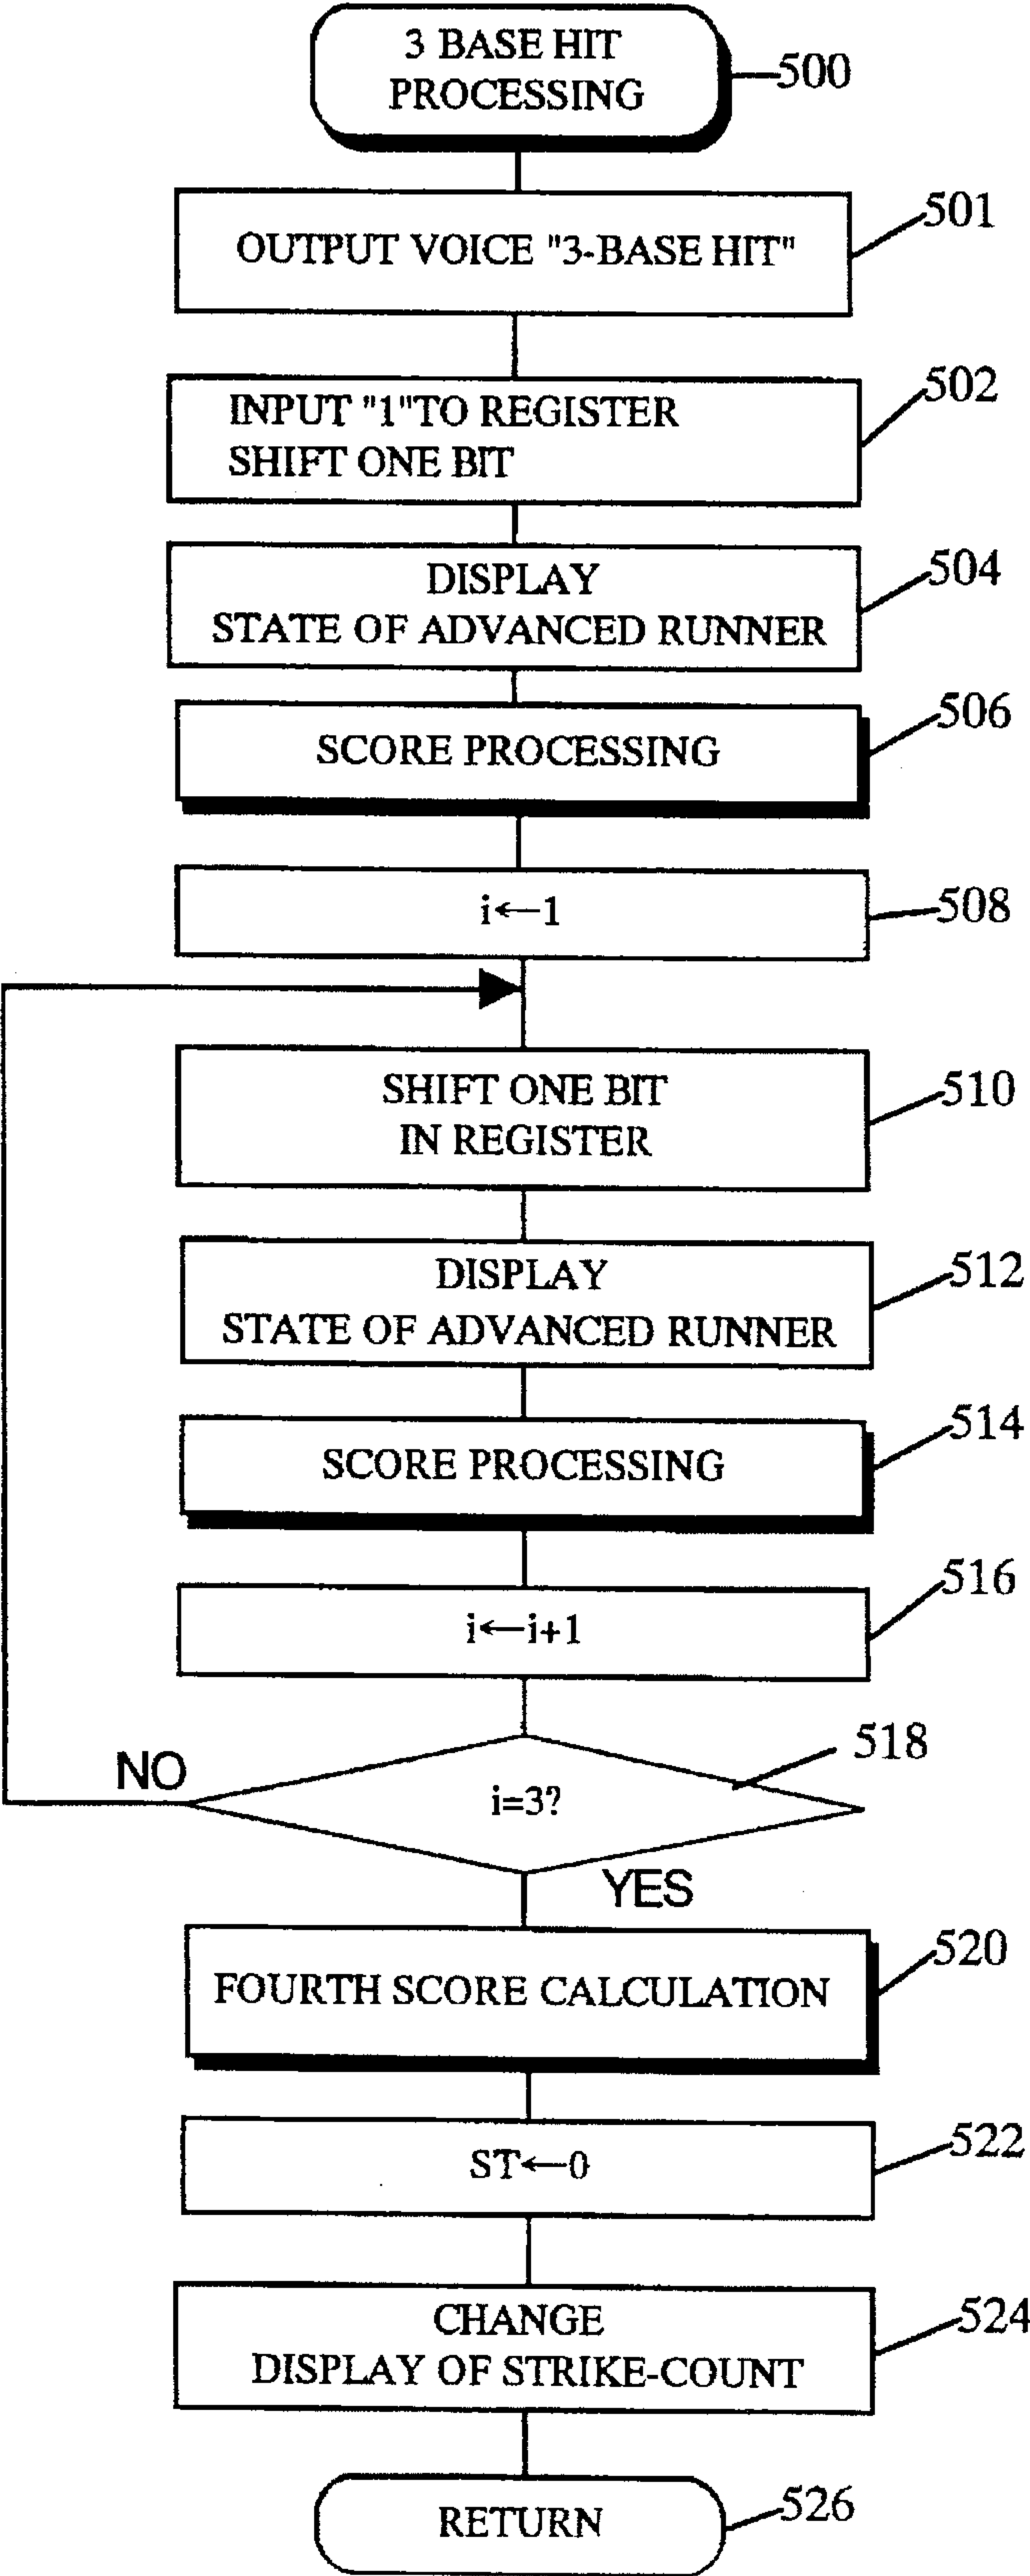 3 BASE HIT
PROCESSING
500
OUTPUT VOICE "3-BASE HIT"
501
INPUT "1"TO REGISTER
SHIFT ONE BIT
502
DISPLAY
STATE OF ADVANCED RUNNER
504
SCORE PROCESSING
506
i←1
508
SHIFT ONE BIT
IN REGISTER
510
DISPLAY
STATE OF ADVANCED RUNNER
512
SCORE PROCESSING
514
i←i+1
516
NO
i=3?
518
YES
FOURTH SCORE CALCULATION
520
ST←0
522
CHANGE
DISPLAY OF STRIKE-COUNT
524
RETURN
526